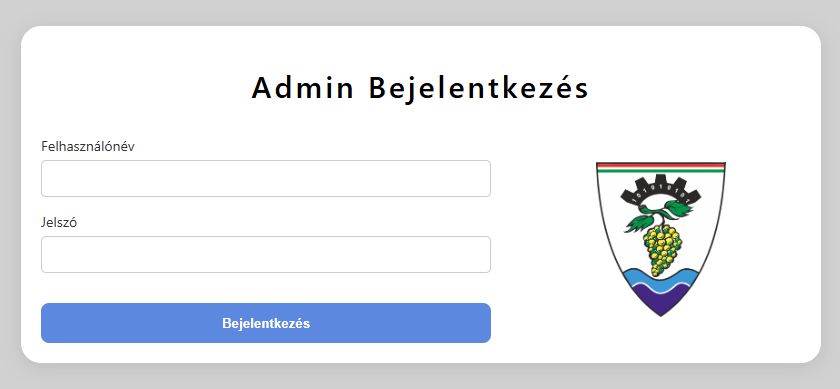 Admin Bejelentkezés
Felhasználónév
Jelszó
Bejelentkezés